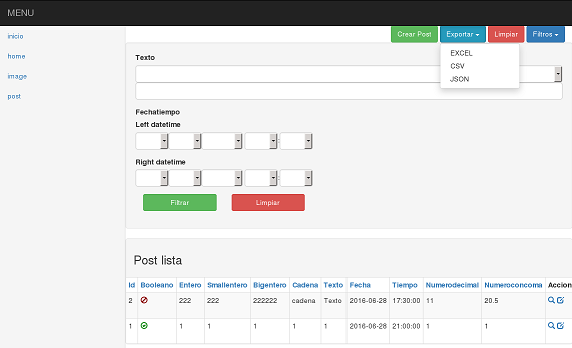 MENU
inicio
home
image
post
Crear Post Exportar Limpiar Filtros
EXCEL
CSV
JSON
Texto
Fechatiempo
Left datetime
Right datetime
Filtrar Limpiar
Post lista
Id Booleano Entero Smallentero Bigentero Cadena Texto Fecha Tiempo Numerodecimal Numeroconcoma Accion
2 222 222 222222 cadena Texto 2016-06-28 17:30:00 11 20.5
1 1 1 1 1 1 2016-06-28 21:00:00 1 1